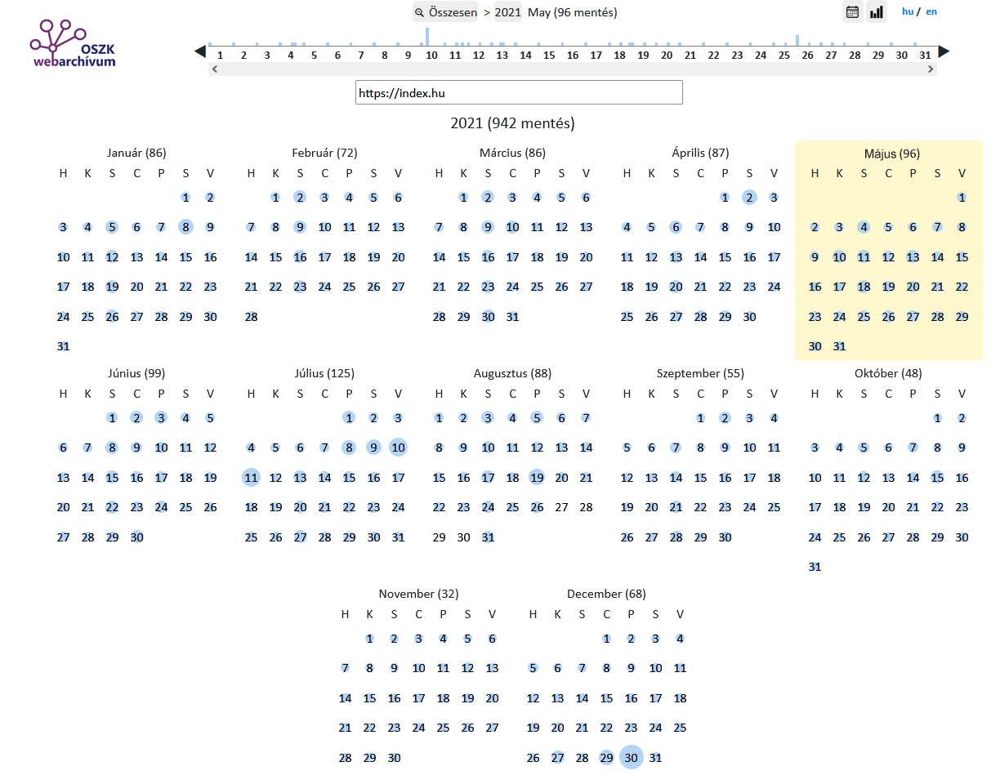 Összesen > 2021 May (96 mentés) hu / en
OSZK
webarchívum
1 2 3 4 5 6 7 8 9 10 11 12 13 14 15 16 17 18 19 20 21 22 23 24 25 26 27 28 29 30 31
https://index.hu
2021 (942 mentés)
Január (86)
H K S C P S V
1 2
3 4 5 6 7 8 9
10 11 12 13 14 15 16
17 18 19 20 21 22 23
24 25 26 27 28 29 30
31
Február (72)
H K S C P S V
1 2 3 4 5 6
7 8 9 10 11 12 13
14 15 16 17 18 19 20
21 22 23 24 25 26 27
28
Március (86)
H K S C P S V
1 2 3 4 5 6
7 8 9 10 11 12 13
14 15 16 17 18 19 20
21 22 23 24 25 26 27
28 29 30 31
Április (87)
H K S C P S V
1 2 3
4 5 6 7 8 9 10
11 12 13 14 15 16 17
18 19 20 21 22 23 24
25 26 27 28 29 30
Május (96)
H K S C P S V
1
2 3 4 5 6 7 8
9 10 11 12 13 14 15
16 17 18 19 20 21 22
23 24 25 26 27 28 29
30 31
Június (99)
H K S C P S V
1 2 3 4 5
6 7 8 9 10 11 12
13 14 15 16 17 18 19
20 21 22 23 24 25 26
27 28 29 30
Július (125)
H K S C P S V
1 2 3
4 5 6 7 8 9 10
11 12 13 14 15 16 17
18 19 20 21 22 23 24
25 26 27 28 29 30 31
Augusztus (88)
H K S C P S V
1 2 3 4 5 6 7
8 9 10 11 12 13 14
15 16 17 18 19 20 21
22 23 24 25 26 27 28
29 30 31
Szeptember (55)
H K S C P S V
1 2 3 4
5 6 7 8 9 10 11
12 13 14 15 16 17 18
19 20 21 22 23 24 25
26 27 28 29 30
Október (48)
H K S C P S V
1 2
3 4 5 6 7 8 9
10 11 12 13 14 15 16
17 18 19 20 21 22 23
24 25 26 27 28 29 30
31
November (32)
H K S C P S V
1 2 3 4 5 6
7 8 9 10 11 12 13
14 15 16 17 18 19 20
21 22 23 24 25 26 27
28 29 30
December (68)
H K S C P S V
1 2 3 4
5 6 7 8 9 10 11
12 13 14 15 16 17 18
19 20 21 22 23 24 25
26 27 28 29 30 31